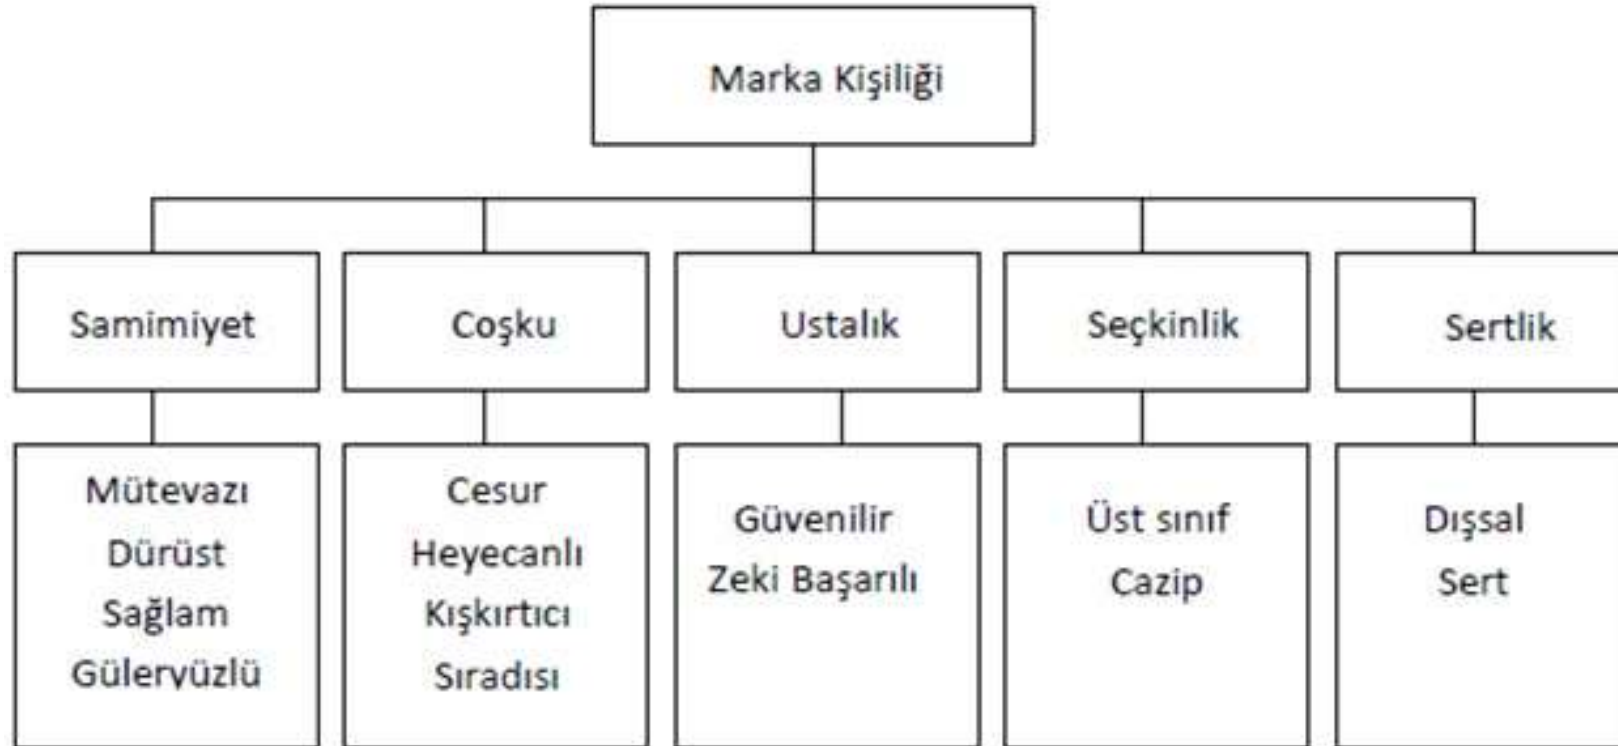 Marka Kişiliği
Samimiyet
Coşku
Ustalık
Seçkinlik
Sertlik
Mütevazı
Dürüst
Sağlam
Güleryüzlü
Cesur
Heyecanlı
Kışkırtıcı
Sıradısı
Güvenilir
Zeki Başarılı
Üst sınıf
Cazip
Dışsal
Sert